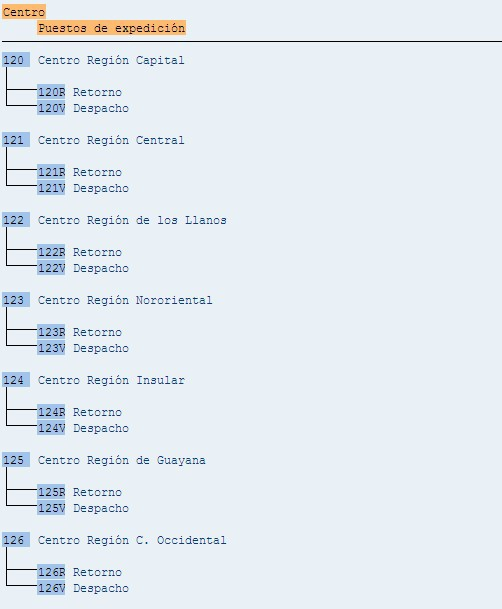 Centro
Puestos de expedición
120 Centro Región Capital
120R Retorno
120V Despacho
121 Centro Región Central
121R Retorno
121V Despacho
122 Centro Región de los Llanos
122R Retorno
122V Despacho
123 Centro Región Nororiental
123R Retorno
123V Despacho
124 Centro Región Insular
124R Retorno
124V Despacho
125 Centro Región de Guayana
125R Retorno
125V Despacho
126 Centro Región C. Occidental
126R Retorno
126V Despacho